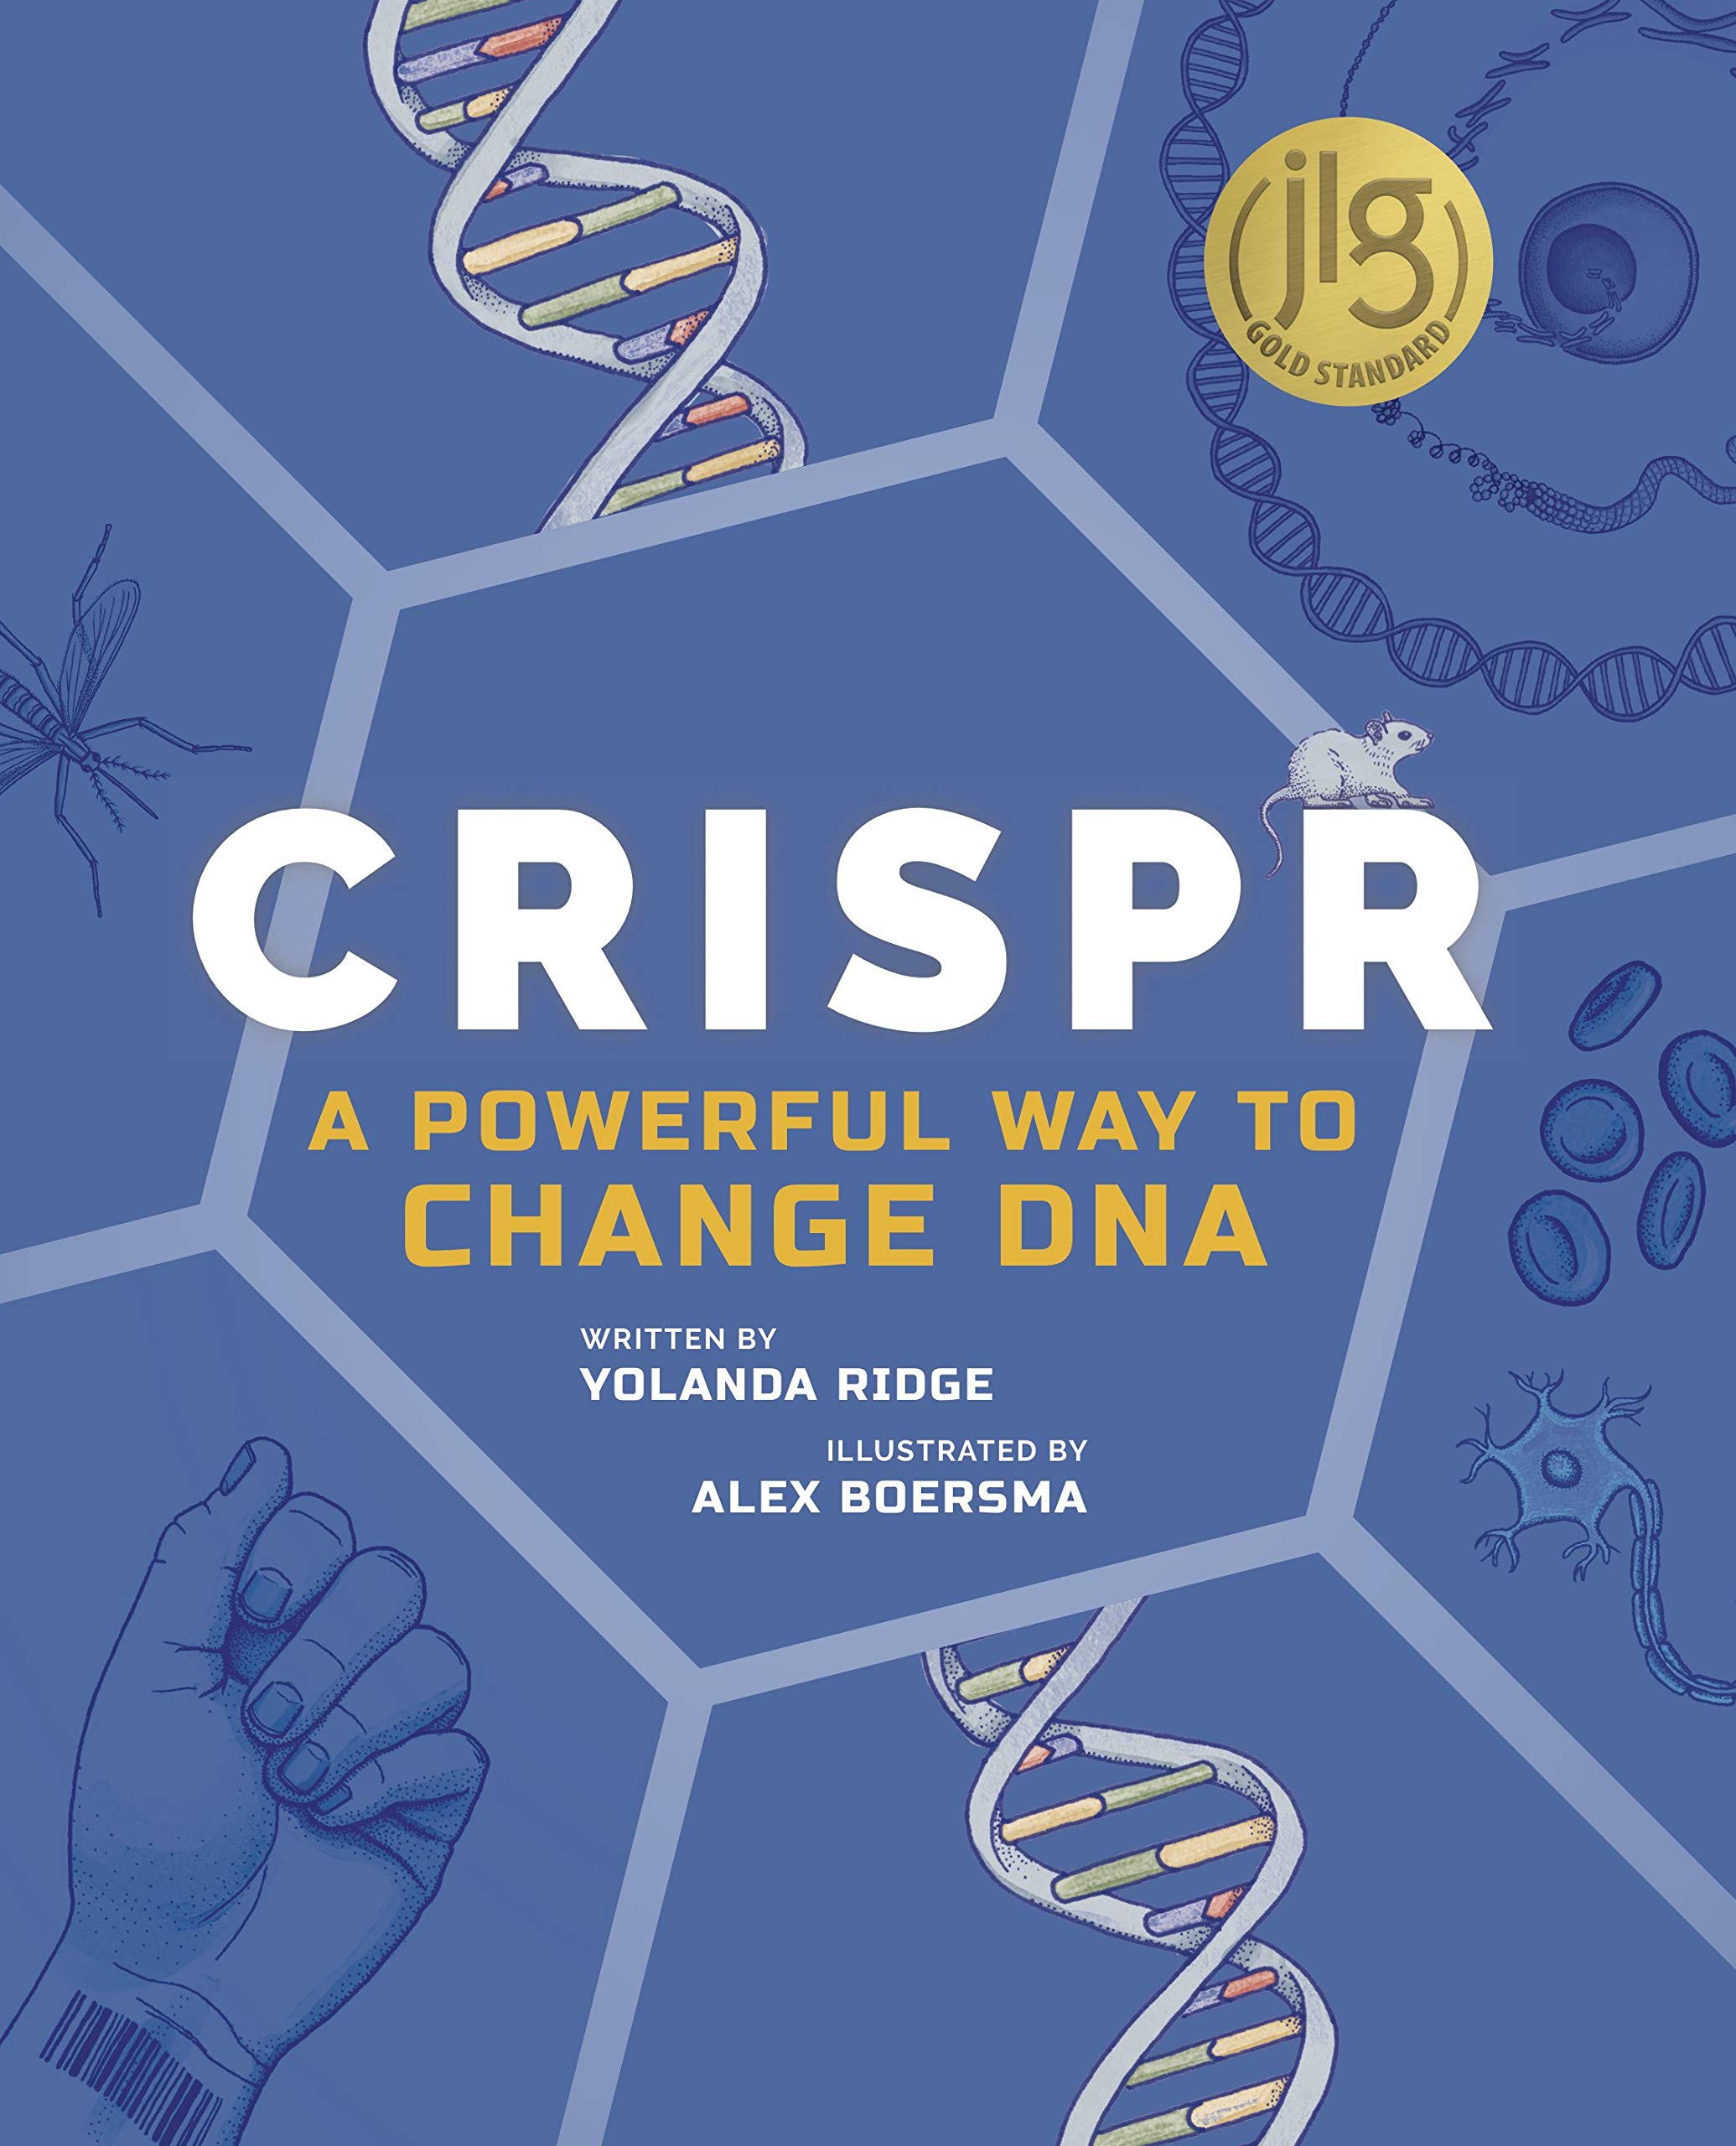 jlg
GOLD STANDARD
CRISPR
A POWERFUL WAY TO
CHANGE DNA
WRITTEN BY
YOLANDA RIDGE
ILLUSTRATED BY
ALEX BOERSMA